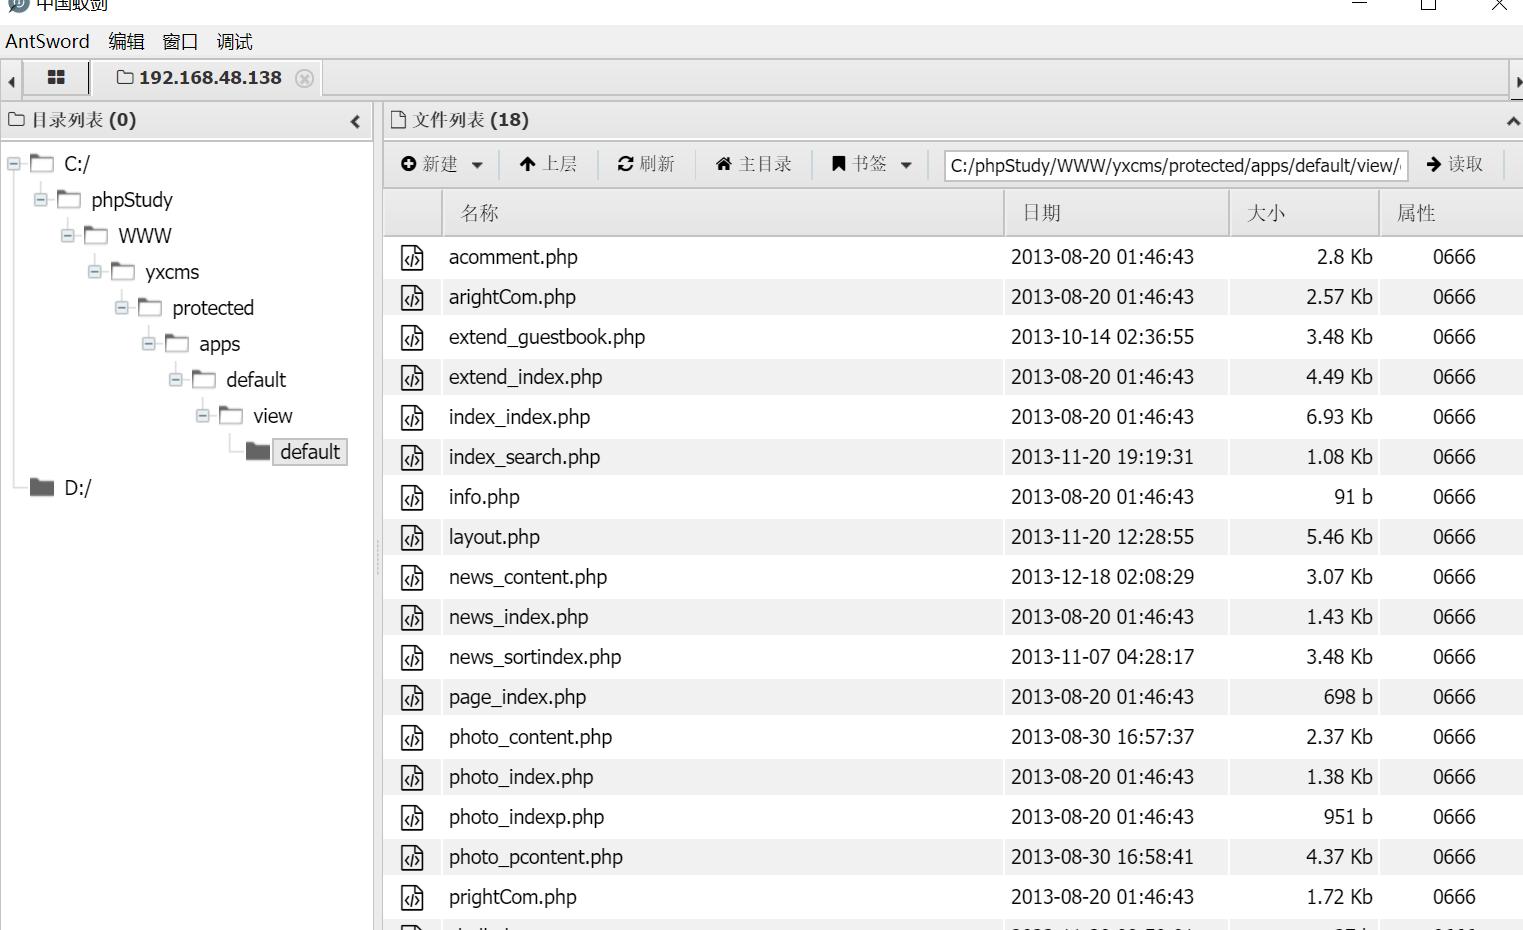 中国蚁剑
AntSword 编辑 窗口 调试
192.168.48.138
目录列表 (0)
文件列表 (18)
新建 上层 刷新 主目录 书签 C:/phpStudy/WWW/yxcms/protected/apps/default/view/ 读取
C:/
phpStudy
WWW
yxcms
protected
apps
default
view
default
D:/
名称 日期 大小 属性
acomment.php 2013-08-20 01:46:43 2.8 Kb 0666
arightCom.php 2013-08-20 01:46:43 2.57 Kb 0666
extend_guestbook.php 2013-10-14 02:36:55 3.48 Kb 0666
extend_index.php 2013-08-20 01:46:43 4.49 Kb 0666
index_index.php 2013-08-20 01:46:43 6.93 Kb 0666
index_search.php 2013-11-20 19:19:31 1.08 Kb 0666
info.php 2013-08-20 01:46:43 91 b 0666
layout.php 2013-11-20 12:28:55 5.46 Kb 0666
news_content.php 2013-12-18 02:08:29 3.07 Kb 0666
news_index.php 2013-08-20 01:46:43 1.43 Kb 0666
news_sortindex.php 2013-11-07 04:28:17 3.48 Kb 0666
page_index.php 2013-08-20 01:46:43 698 b 0666
photo_content.php 2013-08-30 16:57:37 2.37 Kb 0666
photo_index.php 2013-08-20 01:46:43 1.38 Kb 0666
photo_indexp.php 2013-08-20 01:46:43 951 b 0666
photo_pcontent.php 2013-08-30 16:58:41 4.37 Kb 0666
prightCom.php 2013-08-20 01:46:43 1.72 Kb 0666